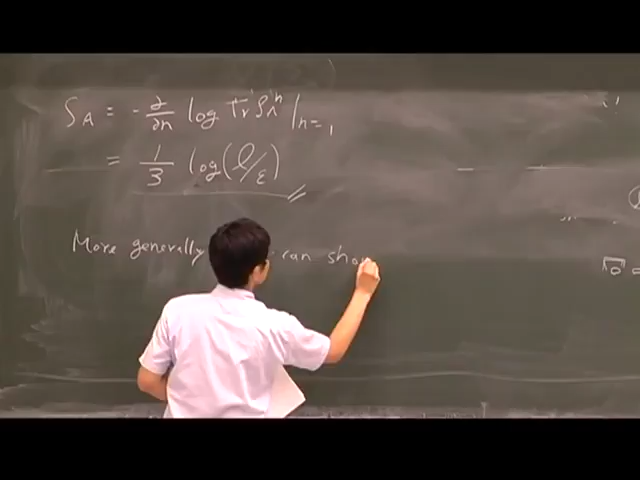 S_A = - ∂/∂n log Tr ρ_A^n |_{n=1}
= 1/3 log(ℓ/ε)
More generally can sho